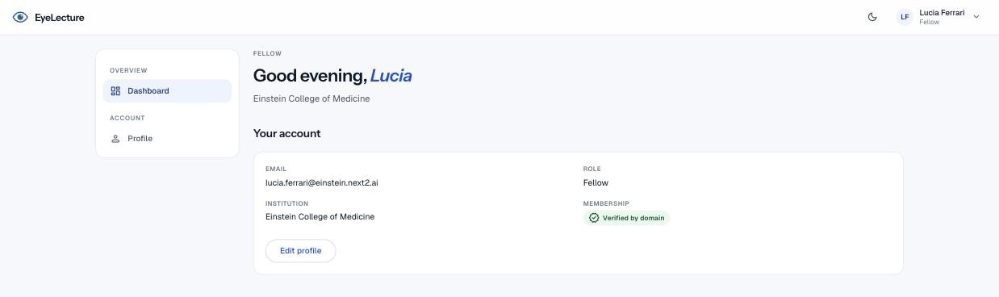 EyeLecture
LF
Lucia Ferrari
Fellow
OVERVIEW
Dashboard
ACCOUNT
Profile
FELLOW
Good evening, Lucia
Einstein College of Medicine
Your account
EMAIL
lucia.ferrari@einstein.next2.ai
ROLE
Fellow
INSTITUTION
Einstein College of Medicine
MEMBERSHIP
Verified by domain
Edit profile